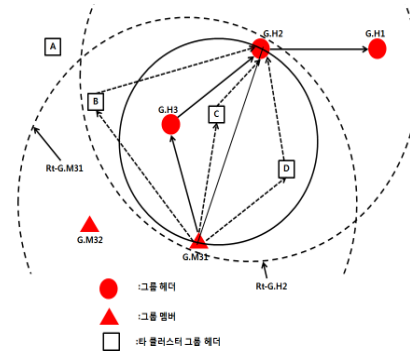 G.H2
G.H1
A
B
G.H3
C
Rt-G.M31
D
G.M32
G.M31
Rt-G.H2
:그룹 헤더
:그룹 멤버
:타 클러스터 그룹 헤더